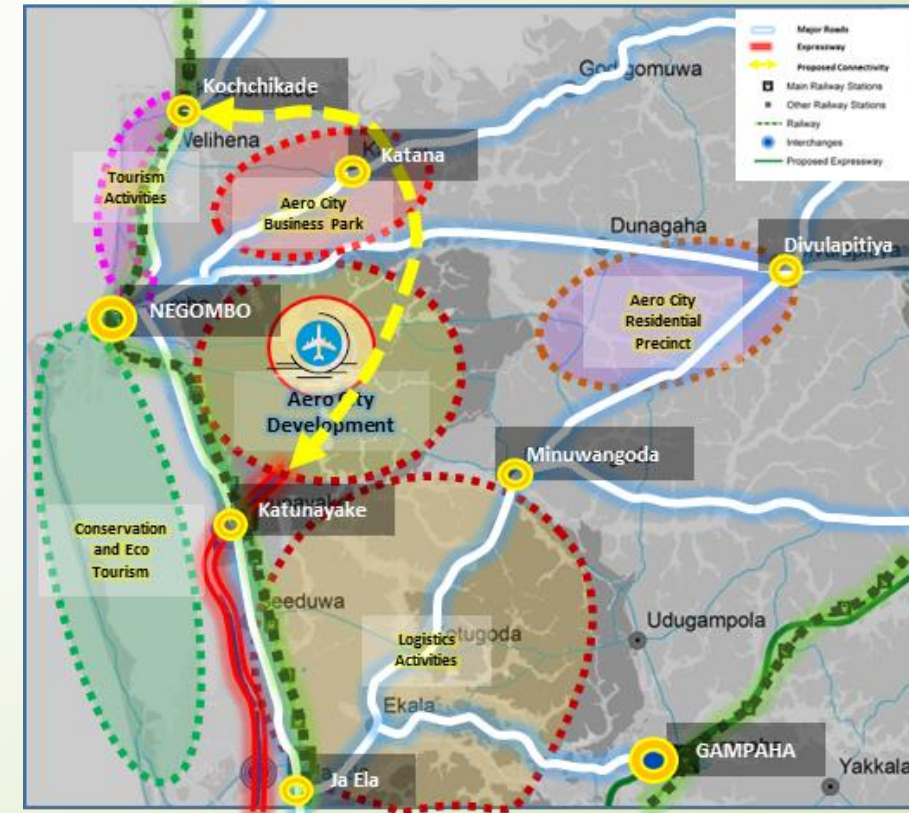 Major Roads
Expressway
Proposed Connectivity
Main Railway Stations
Other Railway Stations
Railway
Interchanges
Proposed Expressway
Kochchikade
Godigomuwa
Velihena
Katana
Tourism
Activities
Aero City
Business Park
Dunagaha
Divulapitiya
NEGOMBO
Aero City
Residential
Precinct
Aero City
Development
Minuwangoda
Katunayake
Conservation
and Eco
Tourism
Seeduwa
Udugampola
Logistics
Activities
Ekala
GAMPAHA
Yakkala
Ja Ela